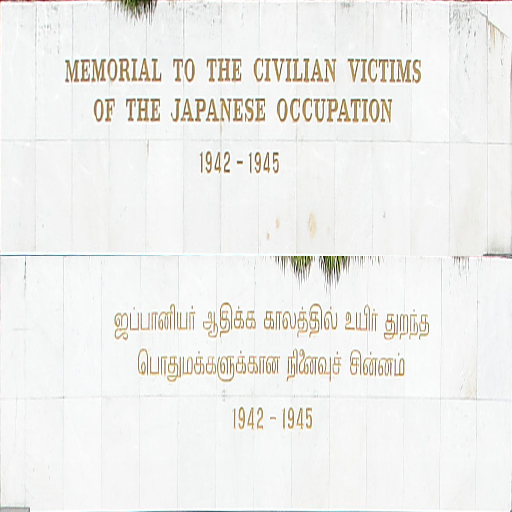 MEMORIAL TO THE CIVILIAN VICTIMS
OF THE JAPANESE OCCUPATION
1942 - 1945
ஜப்பானியர் ஆதிக்க காலத்தில் உயிர் துறந்த
பொதுமக்களுக்கான நினைவுச் சின்னம்
1942 - 1945